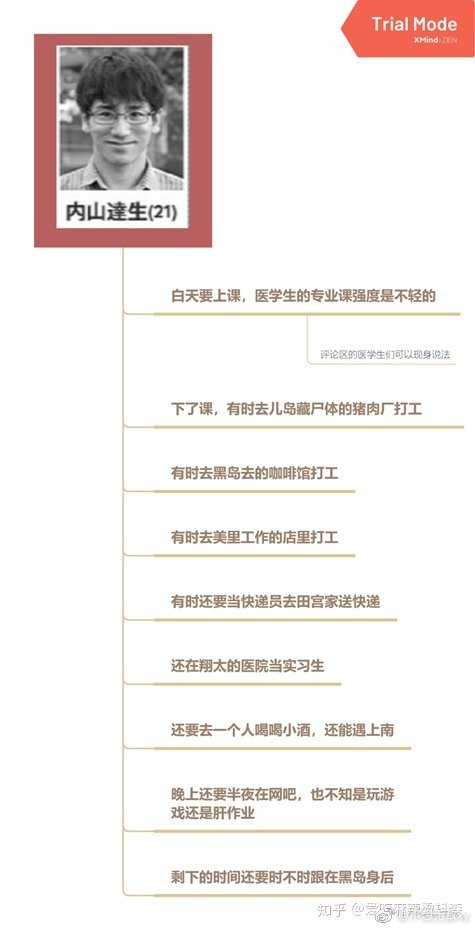 Trial Mode
XMind:ZEN
内山達生(21)
白天要上课，医学生的专业课强度是不轻的
评论区的医学生们可以现身说法
下了课，有时去儿岛藏尸体的猪肉厂打工
有时去黑岛去的咖啡馆打工
有时去美里工作的店里打工
有时还要当快递员去田宫家送快递
还在翔太的医院当实习生
还要去一个人喝喝小酒，还能遇上南
晚上还要半夜在网吧，也不知是玩游
戏还是肝作业
剩下的时间还要时不时跟在黑岛身后
知乎